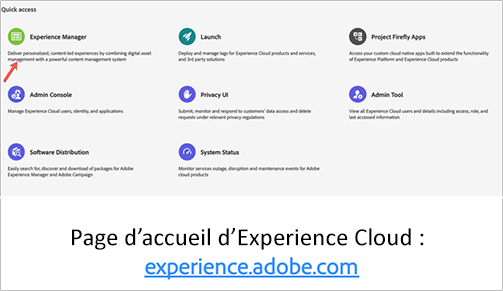 Quick access
Experience Manager
Deliver personalized, content-led experiences by combining digital asset
management with a powerful content management system
Launch
Deploy and manage tags for Experience Cloud products and services,
and 3rd party solutions
Project Firefly Apps
Access your custom cloud native apps built to extend the functionality
of Experience Platform and Experience Cloud products
Admin Console
Manage Experience Cloud users, identity, and applications
Privacy UI
Submit, monitor and respond to customers' data access and delete
requests under relevant privacy regulations
Admin Tool
View all Experience Cloud users and details including access, role, and
last accessed information
Software Distribution
Easily search for, discover and download of packages for Adobe
Experience Manager and Adobe Campaign
System Status
Monitor services outage, disruption and maintenance events for Adobe
cloud products
Page d’accueil d’Experience Cloud :
experience.adobe.com